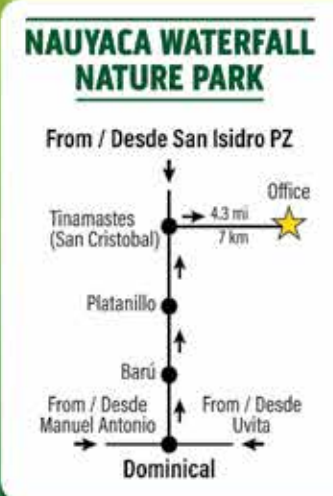 NAUYACA WATERFALL
NATURE PARK
From / Desde San Isidro PZ
Office
4.3 mi
7 km
Tinamastes
(San Cristobal)
Platanillo
Barú
From / Desde
Manuel Antonio
From / Desde
Uvita
Dominical